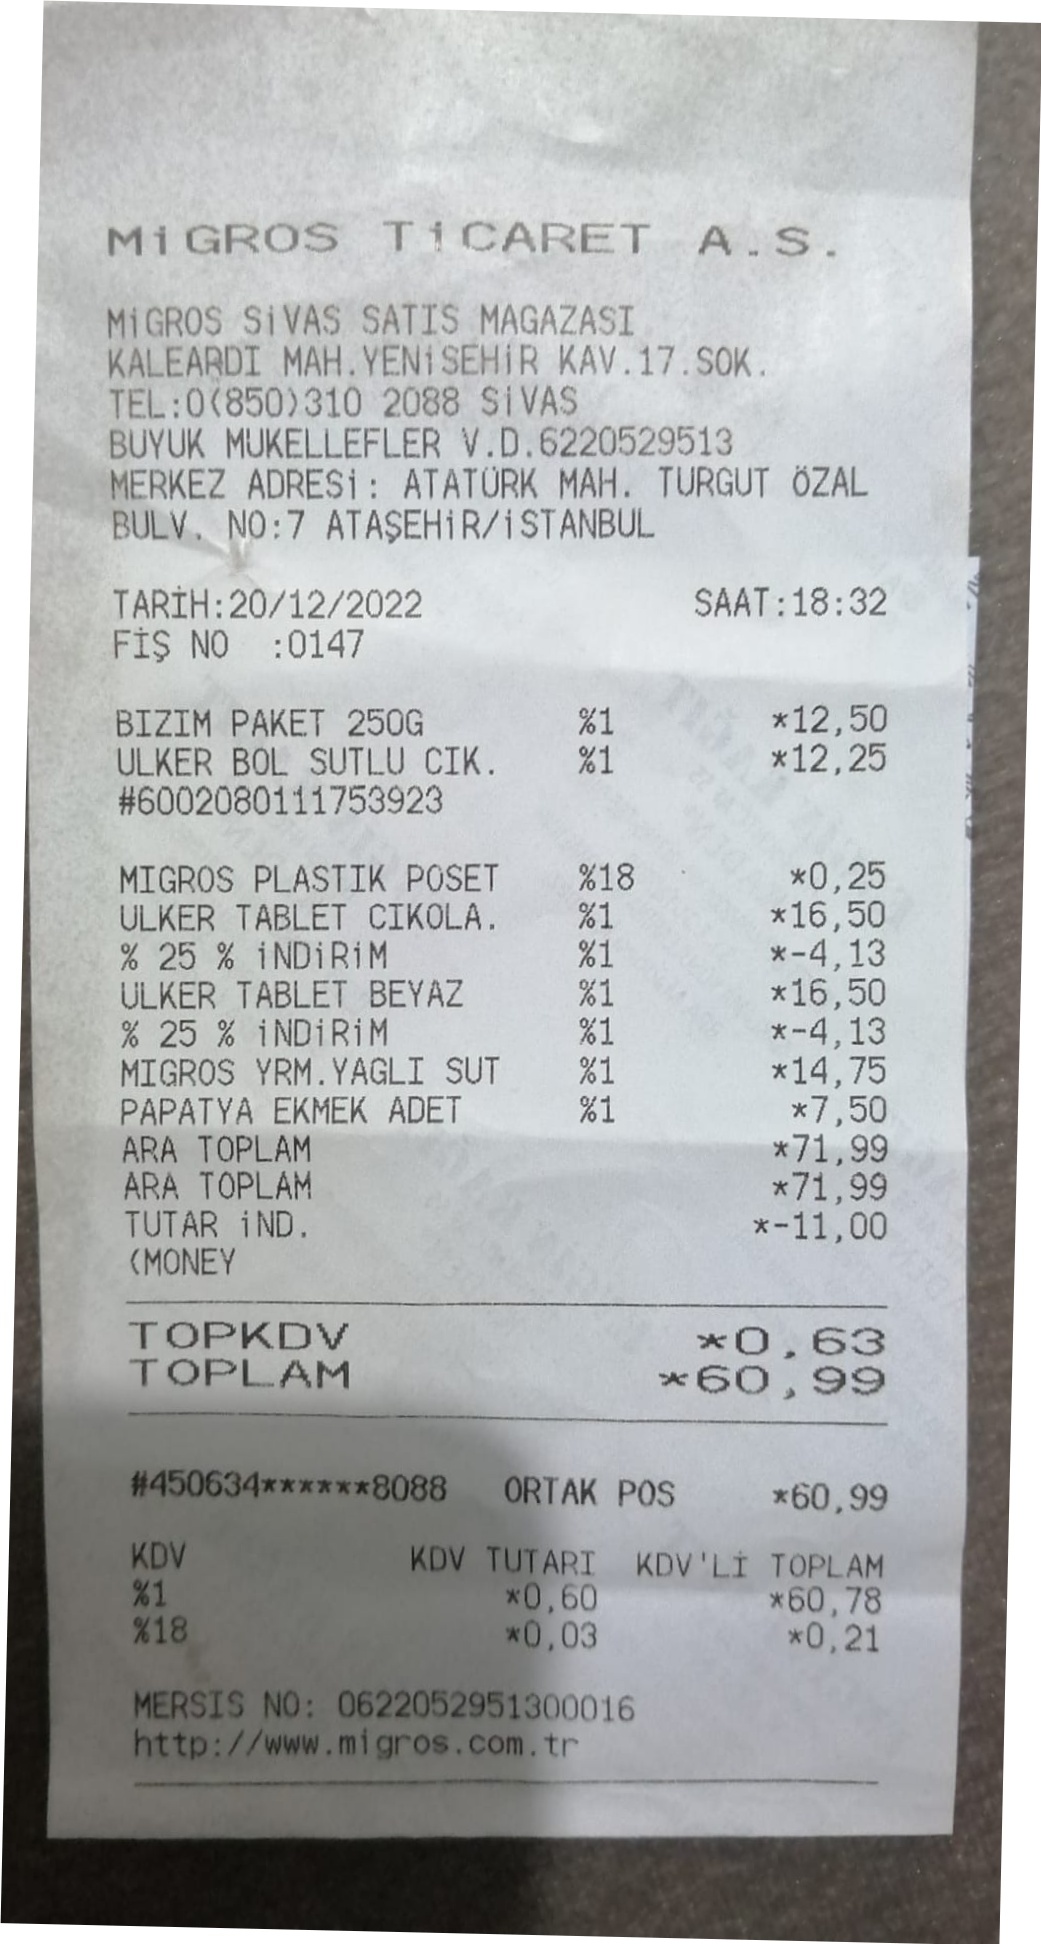 MiGROS TiCARET A.S.
MiGROS SiVAS SATIS MAGAZASI
KALEARDI MAH.YENiSEHiR KAV.17.SOK.
TEL:0(850)310 2088 SiVAS
BUYUK MUKELLEFLER V.D.6220529513
MERKEZ ADRESi: ATATÜRK MAH. TURGUT ÖZAL
BULV. NO:7 ATAŞEHiR/iSTANBUL
TARİH:20/12/2022 SAAT:18:32
FİŞ NO :0147
BIZIM PAKET 250G %1 *12,50
ULKER BOL SUTLU CIK. %1 *12,25
#6002080111753923
MIGROS PLASTIK POSET %18 *0,25
ULKER TABLET CIKOLA. %1 *16,50
% 25 % iNDiRiM %1 *-4,13
ULKER TABLET BEYAZ %1 *16,50
% 25 % iNDiRiM %1 *-4,13
MIGROS YRM.YAGLI SUT %1 *14,75
PAPATYA EKMEK ADET %1 *7,50
ARA TOPLAM *71,99
ARA TOPLAM *71,99
TUTAR iND. *-11,00
(MONEY
TOPKDV *0,63
TOPLAM *60,99
#450634******8088 ORTAK POS *60,99
KDV KDV TUTARI KDV'Lİ TOPLAM
%1 *0,60 *60,78
%18 *0,03 *0,21
MERSIS NO: 0622052951300016
http://www.migros.com.tr